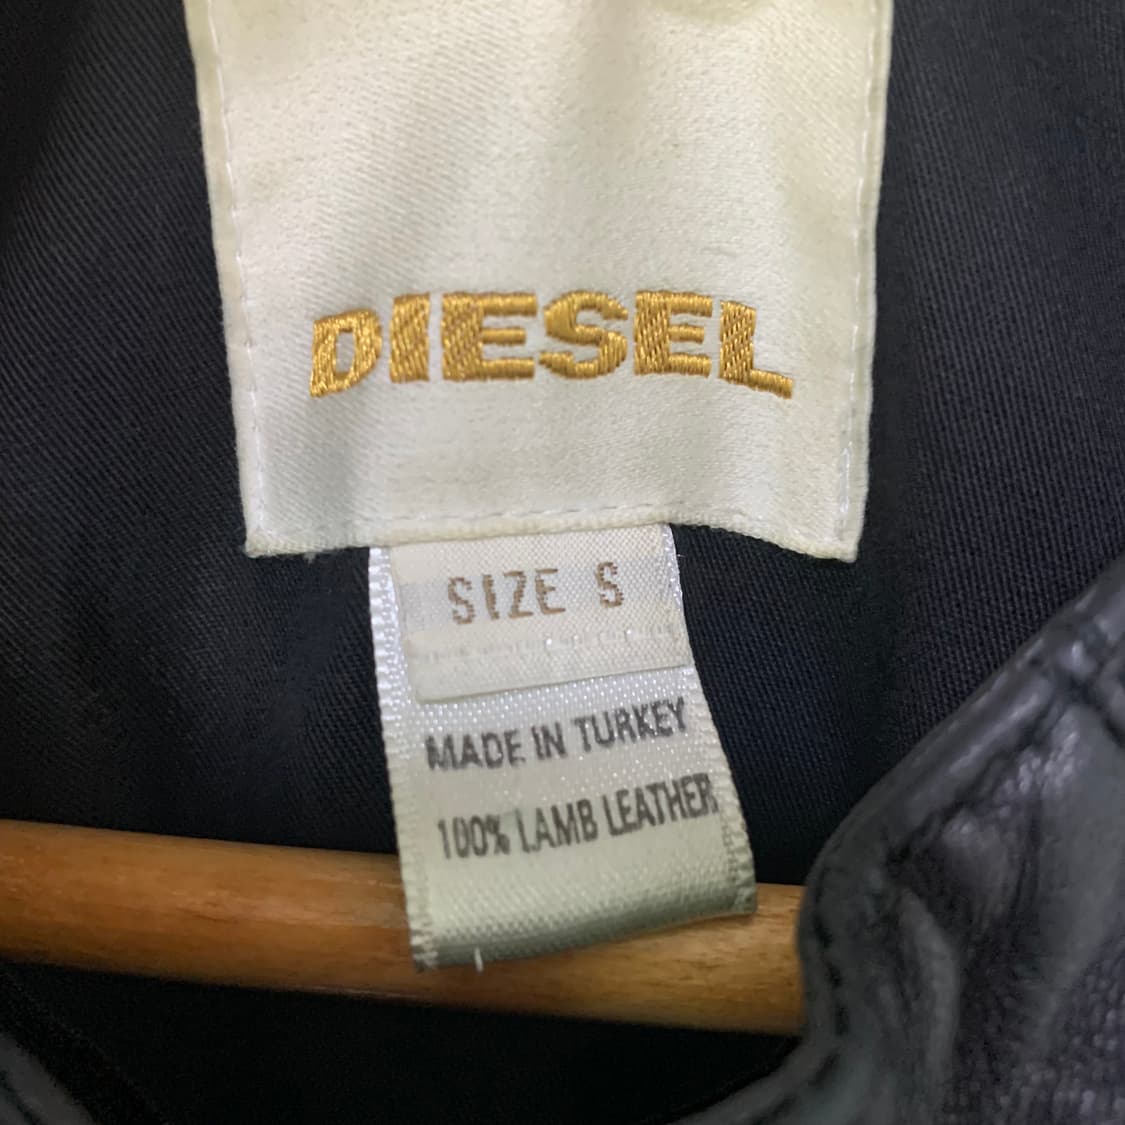 DIESEL
SIZE S
MADE IN TURKEY
100% LAMB LEATHER